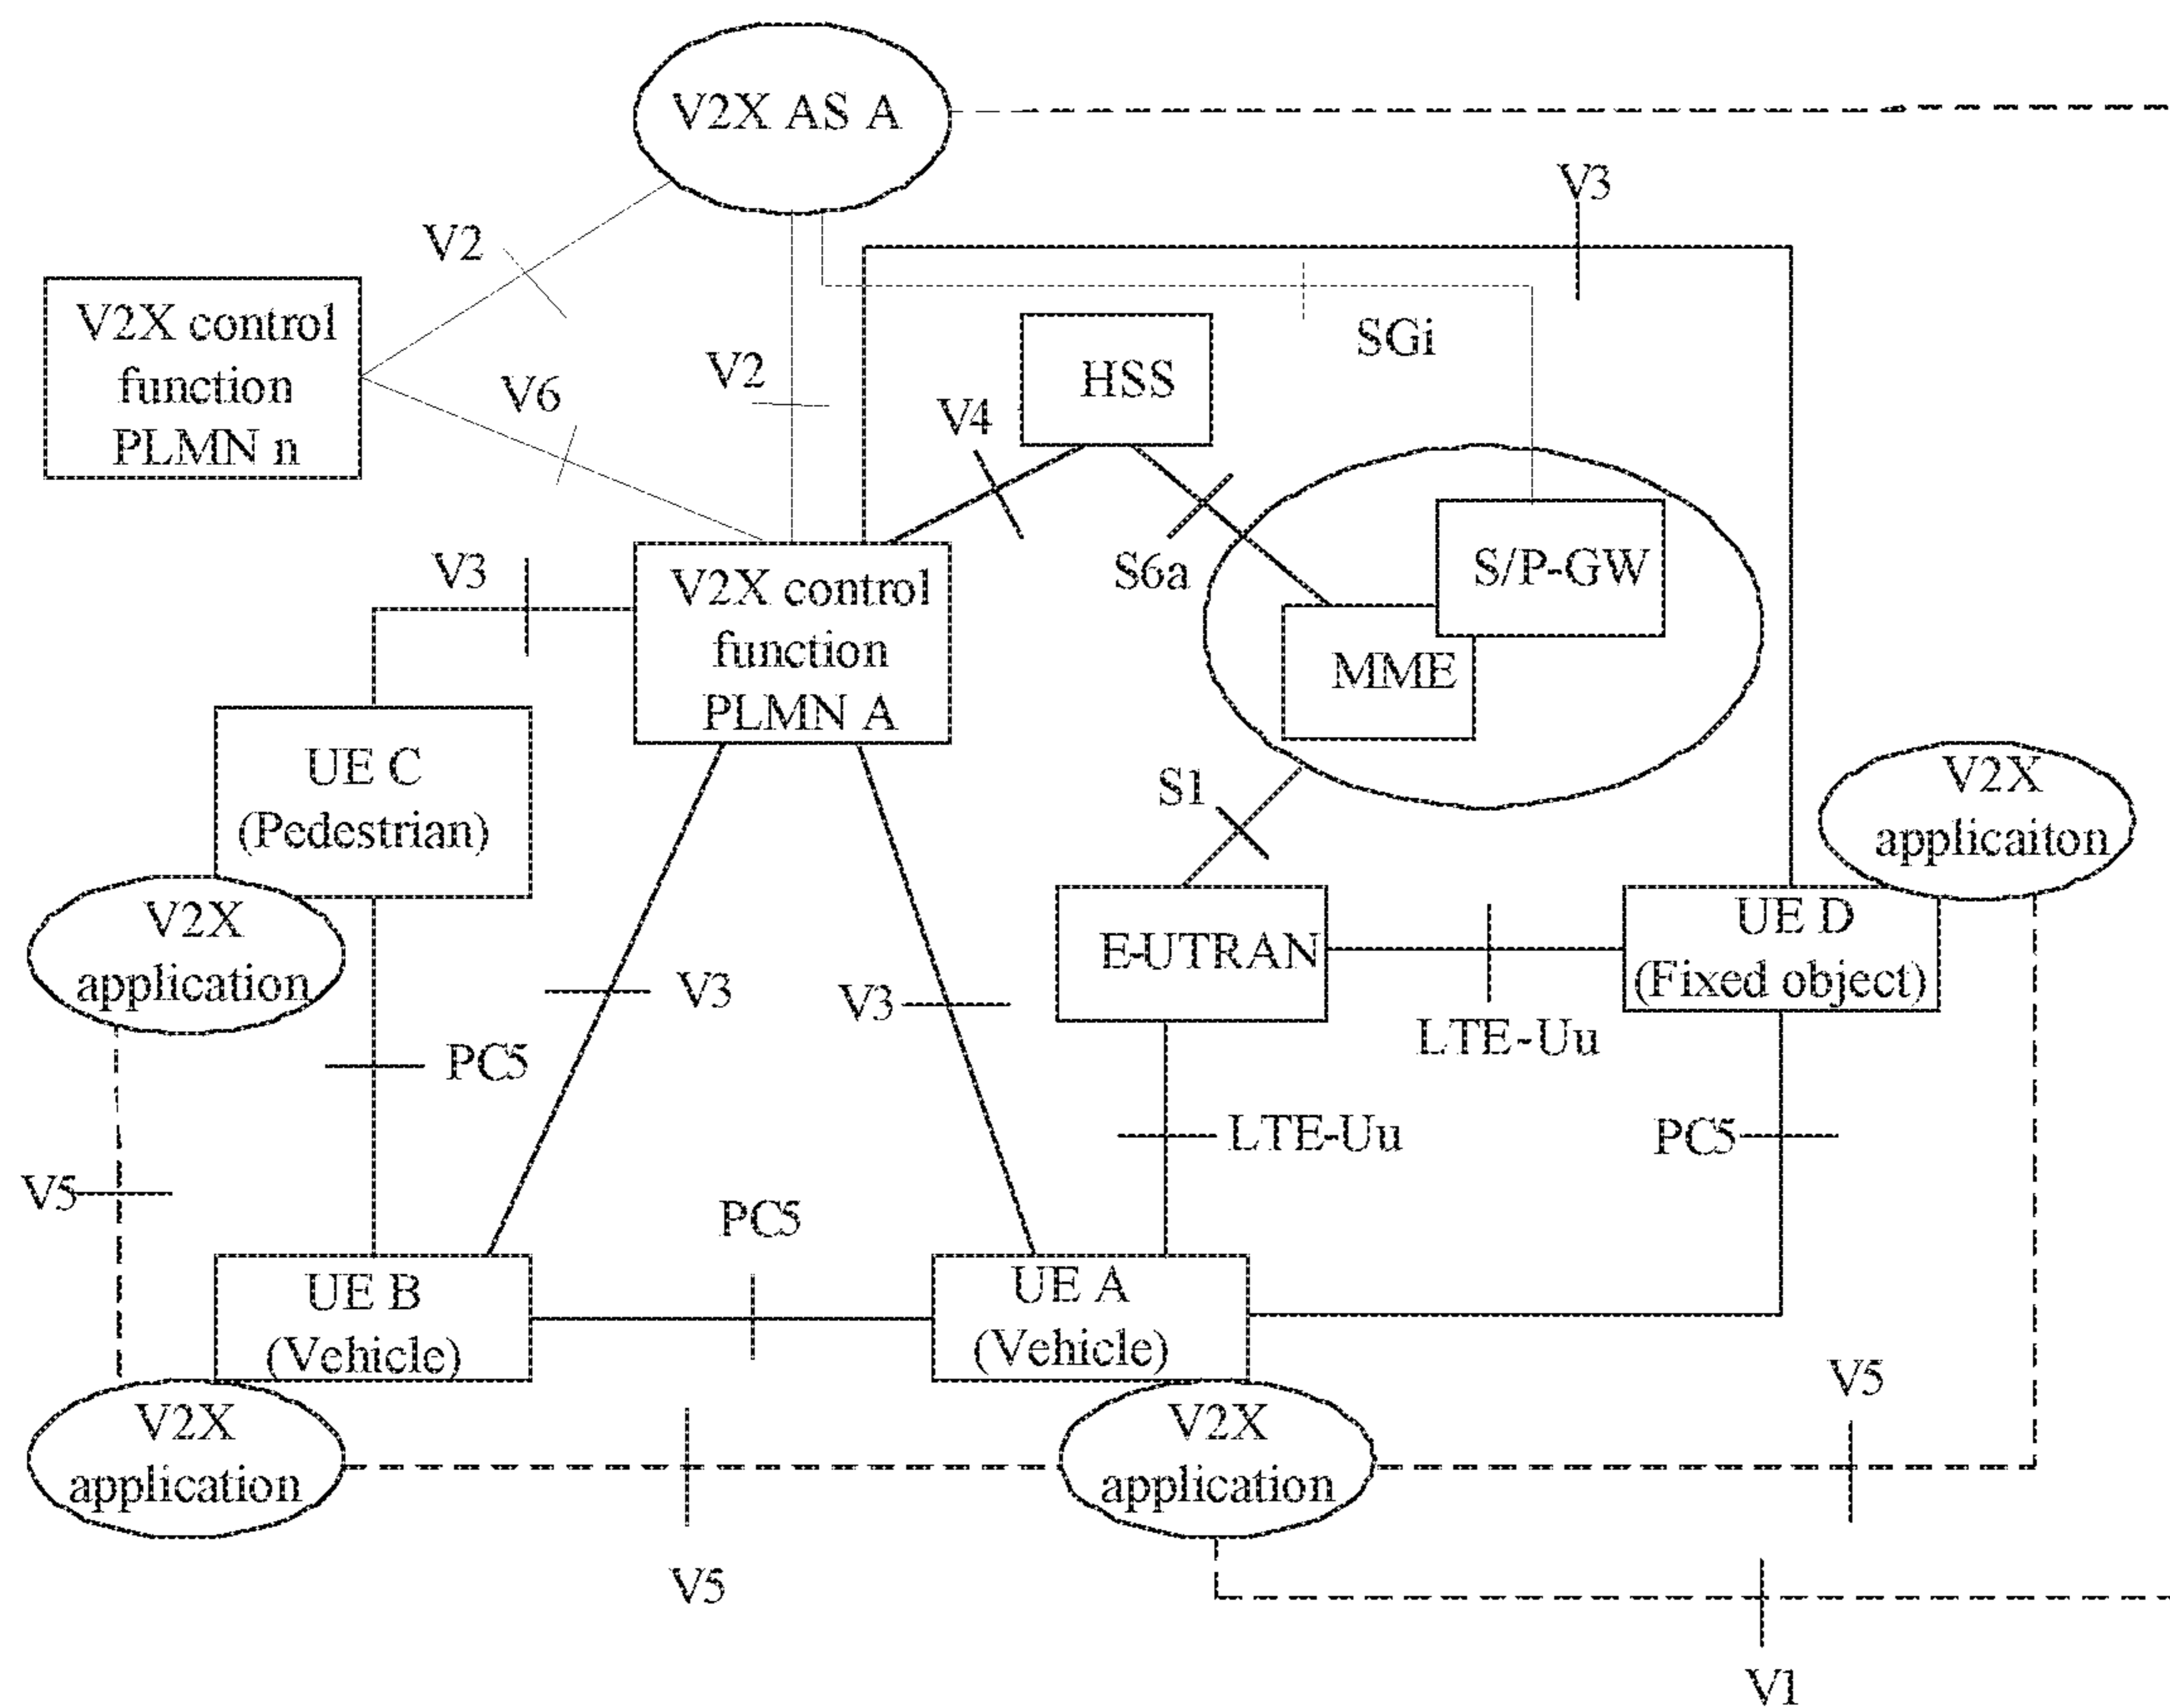 V2X AS A
V3
V2
V2X control
function
PLMN n
V6
V2
SGi
HSS
V4
V3
S6a
S/P-GW
V2X control
function
PLMN A
MME
UE C
(Pedestrian)
S1
V2X
applicaiton
V2X
application
E-UTRAN
UE D
(Fixed object)
V3
V3
LTE-Uu
PC5
LTE-Uu
PC5
V5
PC5
UE B
(Vehicle)
UE A
(Vehicle)
V5
V2X
application
V2X
application
V5
V1